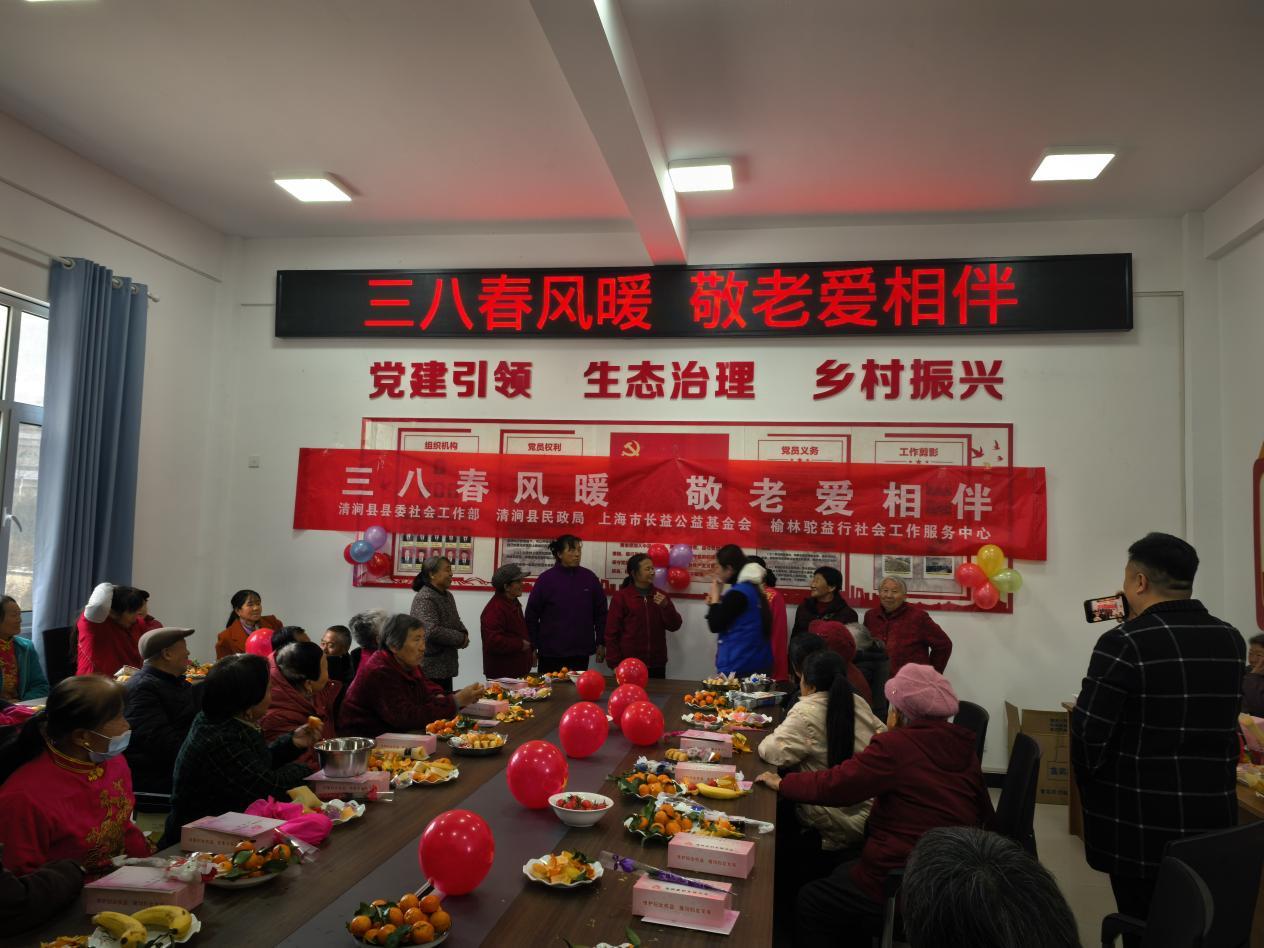 三八春风暖 敬老爱相伴
党建引领 生态治理 乡村振兴
组织机构 党员权利 党员义务 工作剪影
三八春风暖 敬老爱相伴
清涧县县委社会工作部 清涧县民政局 上海市长益公益基金会 榆林驼益行社会工作服务中心